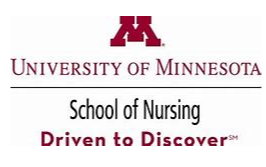 M
UNIVERSITY OF MINNESOTA
School of Nursing
Driven to Discover℠